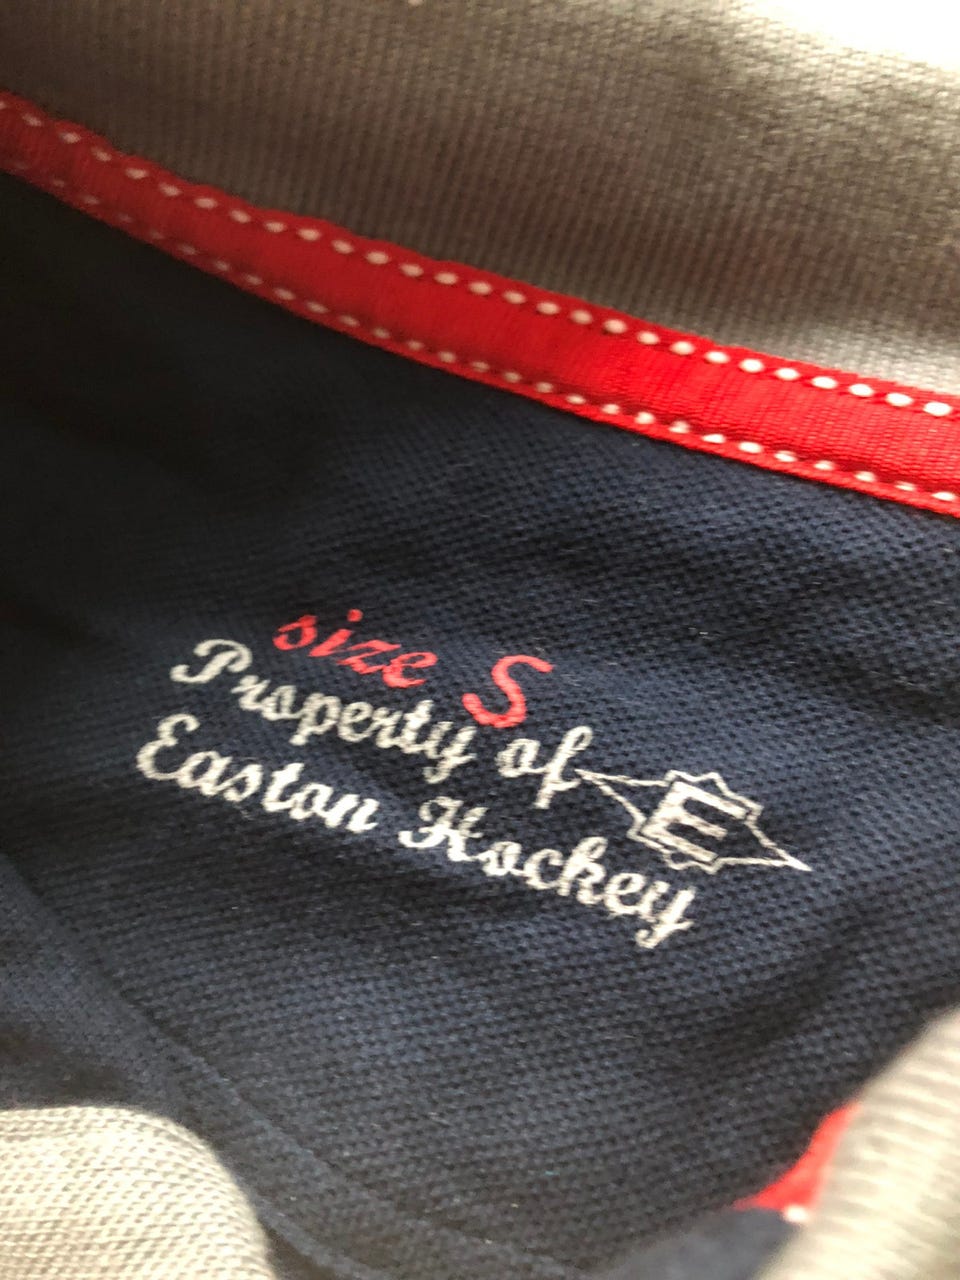 size S
Property of E
Easton Hockey